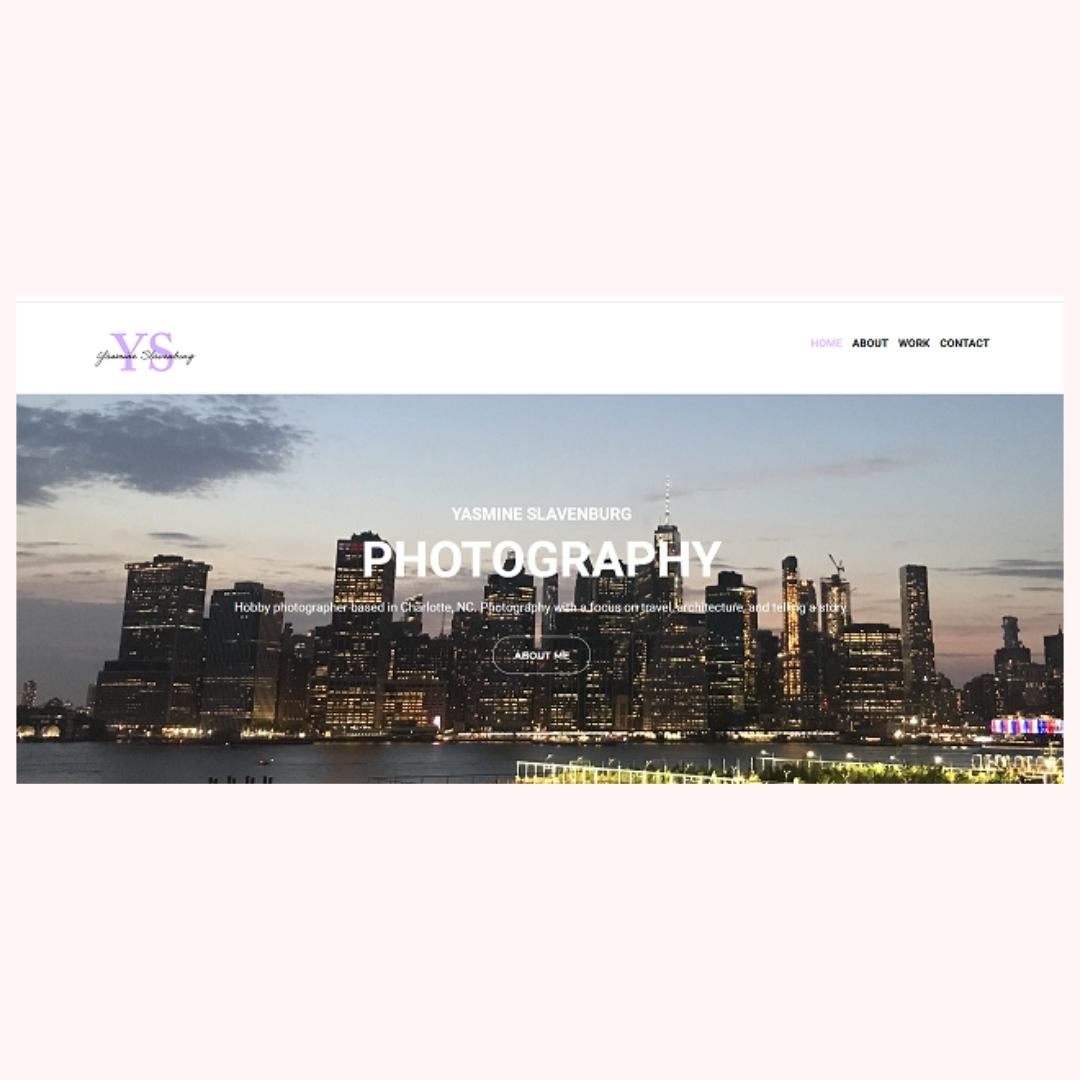 YS
Yasmine Slavenburg
HOME ABOUT WORK CONTACT
YASMINE SLAVENBURG
PHOTOGRAPHY
Hobby photographer based in Charlotte, NC. Photography with a focus on travel, architecture, and telling a story.
ABOUT ME